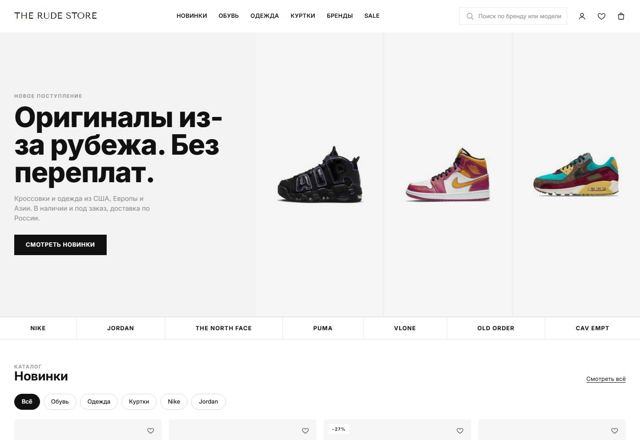 THE RUDE STORE
НОВИНКИ ОБУВЬ ОДЕЖДА КУРТКИ БРЕНДЫ SALE
Поиск по бренду или модели
НОВОЕ ПОСТУПЛЕНИЕ
Оригиналы из-
за рубежа. Без
переплат.
Кроссовки и одежда из США, Европы и
Азии. В наличии и под заказ, доставка по
России.
СМОТРЕТЬ НОВИНКИ
NIKE JORDAN THE NORTH FACE PUMA VLONE OLD ORDER CAV EMPT
КАТАЛОГ
Новинки
Смотреть всё
Всё Обувь Одежда Куртки Nike Jordan
-27%